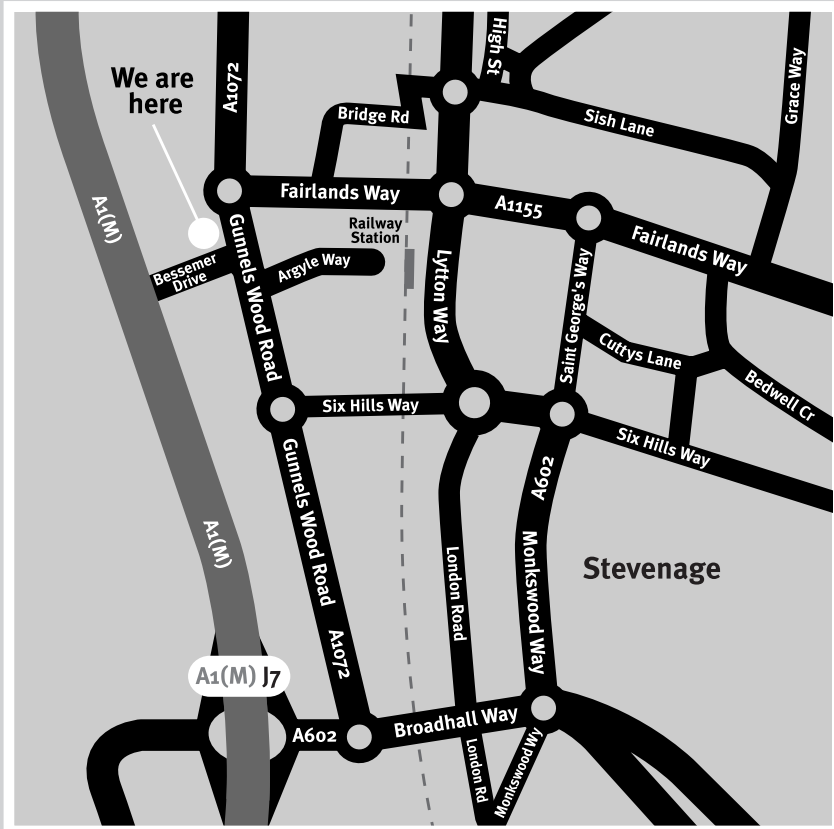 High St
We are
here
A1072
Grace Way
Bridge Rd
Sish Lane
Fairlands Way
A1155
A1(M)
Railway
Station
Fairlands Way
Gunnels Wood Road
Bessemer
Drive
Argyle Way
Lytton Way
Saint George's Way
Cuttys Lane
Bedwell Cr
Six Hills Way
Six Hills Way
A602
Gunnels Wood Road
A1(M)
London Road
Monkswood Way
Stevenage
A1072
A1(M) J7
A602
Broadhall Way
London Rd
Monkswood Wy